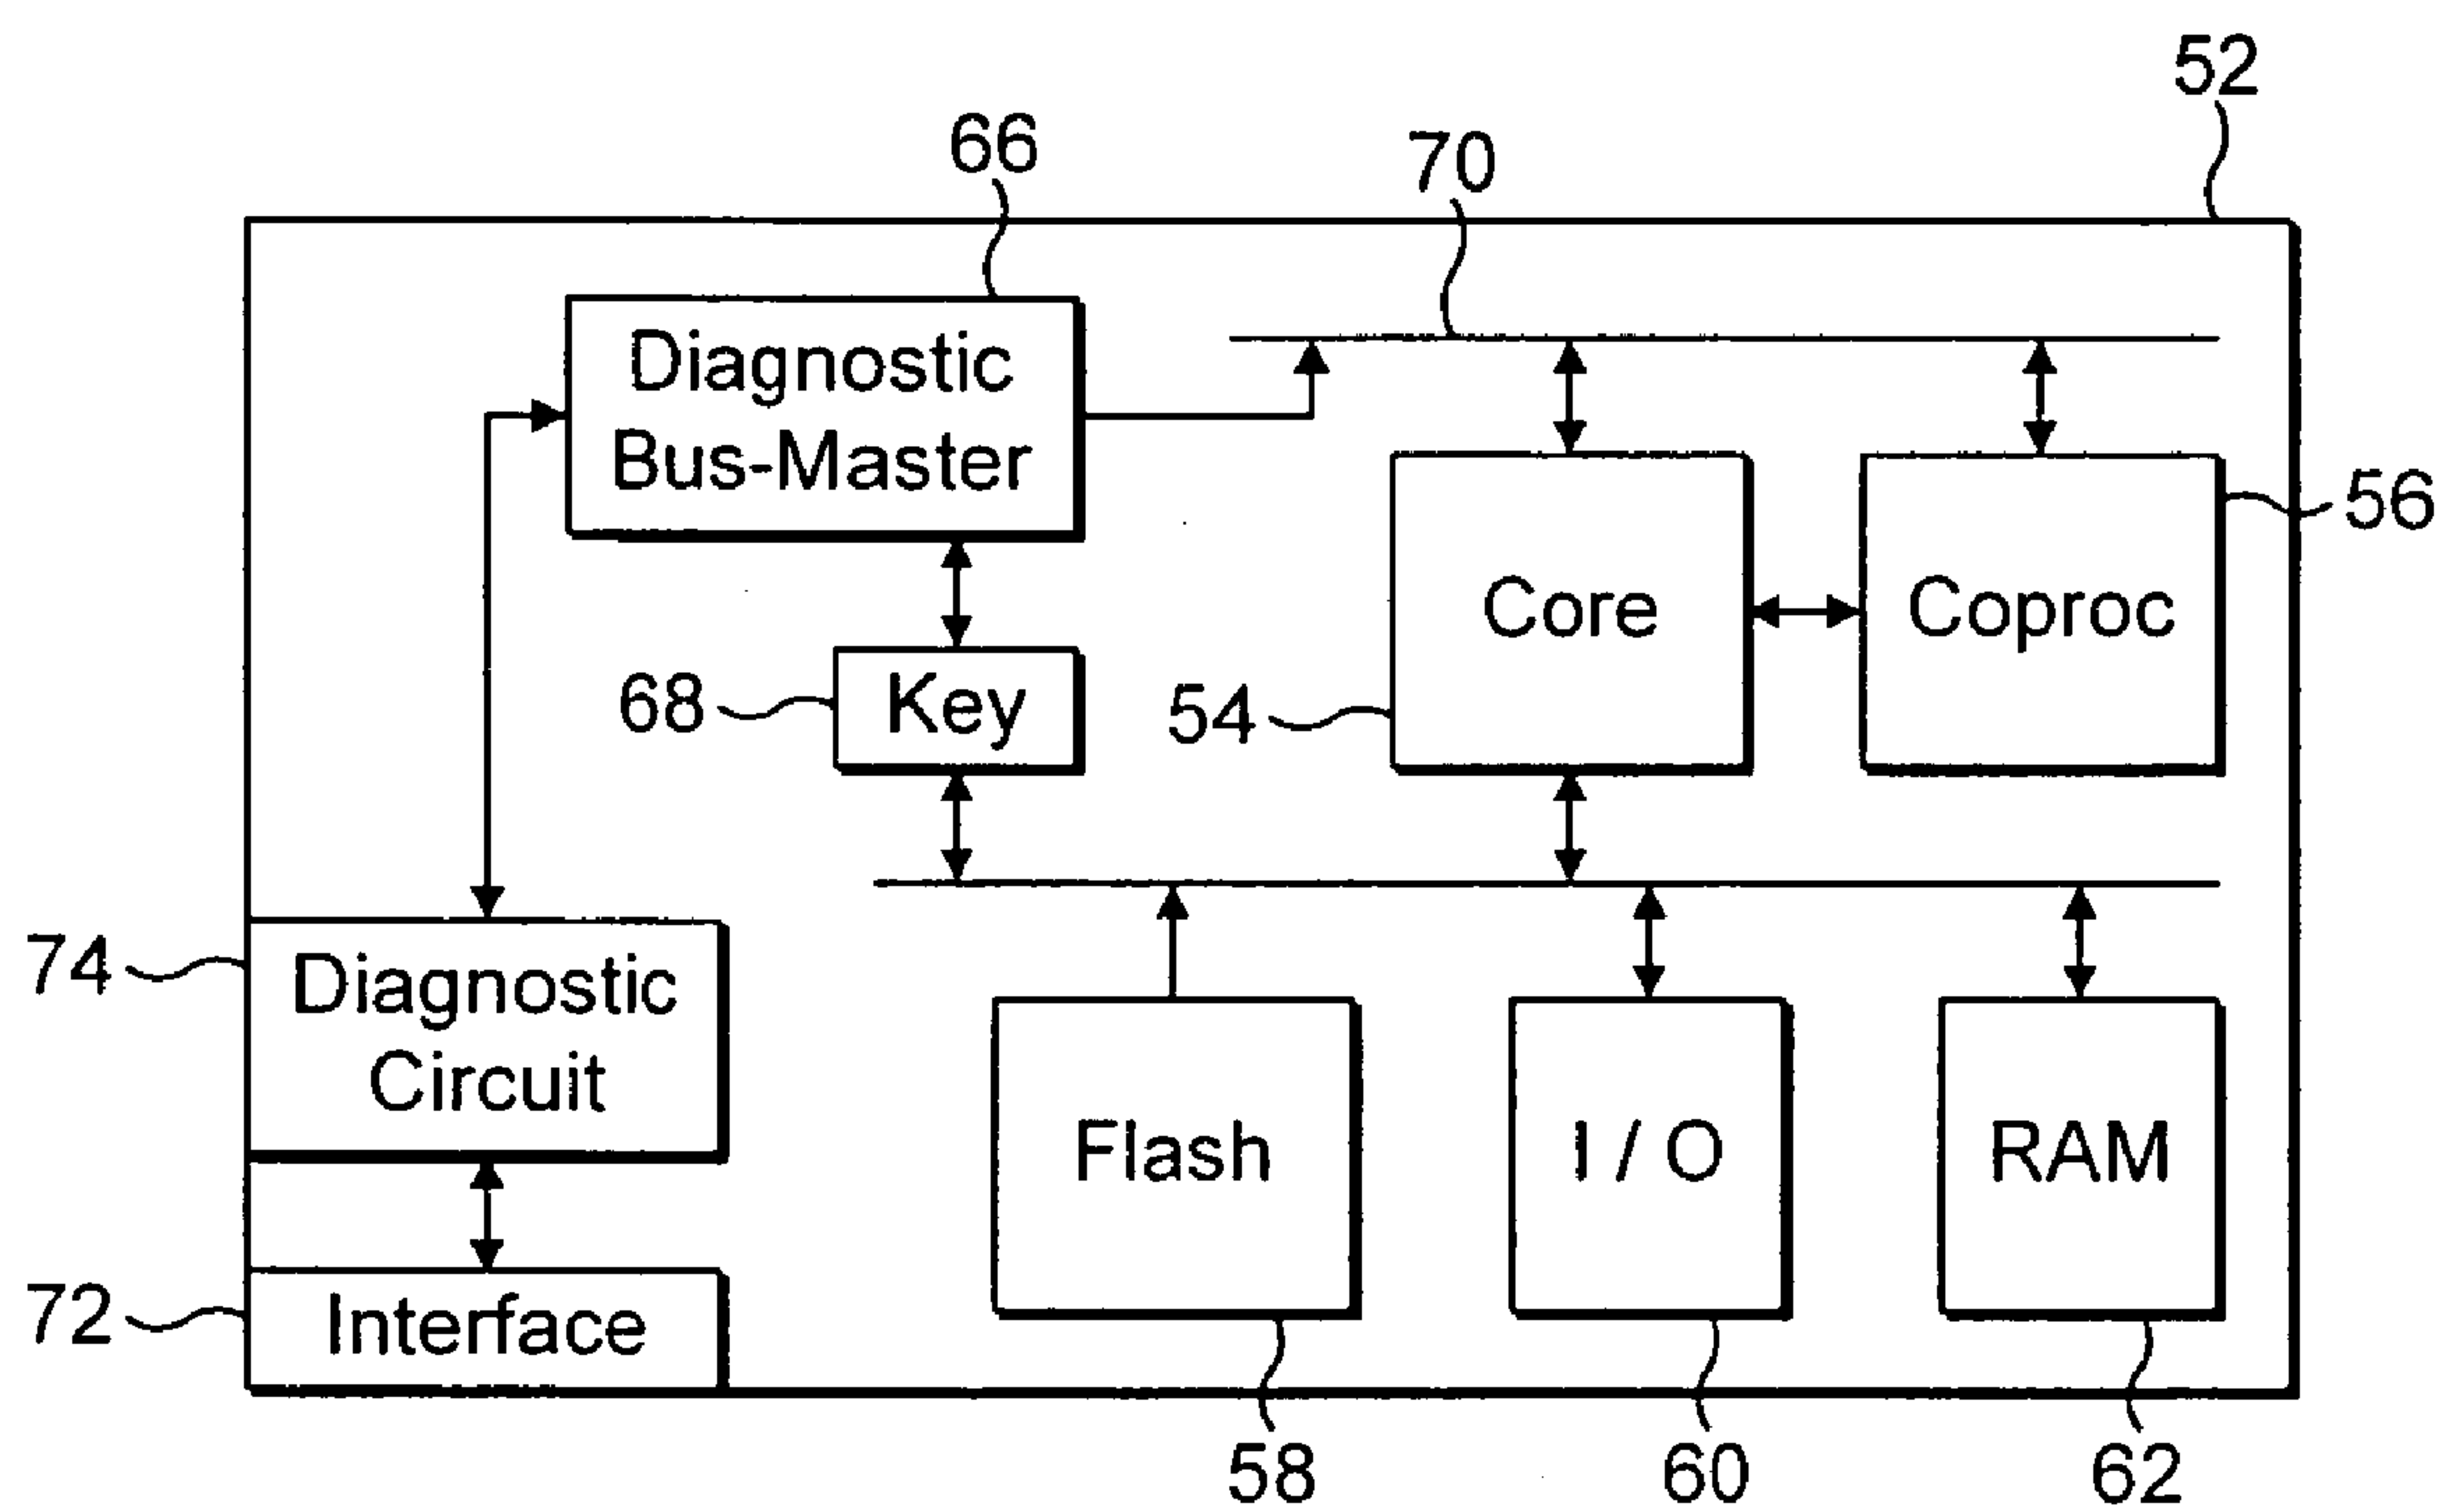 52
66
70
Diagnostic
Bus-Master
56
Core
Coproc
68
Key
54
74
Diagnostic
Circuit
Flash
I / O
RAM
72
Interface
58
60
62